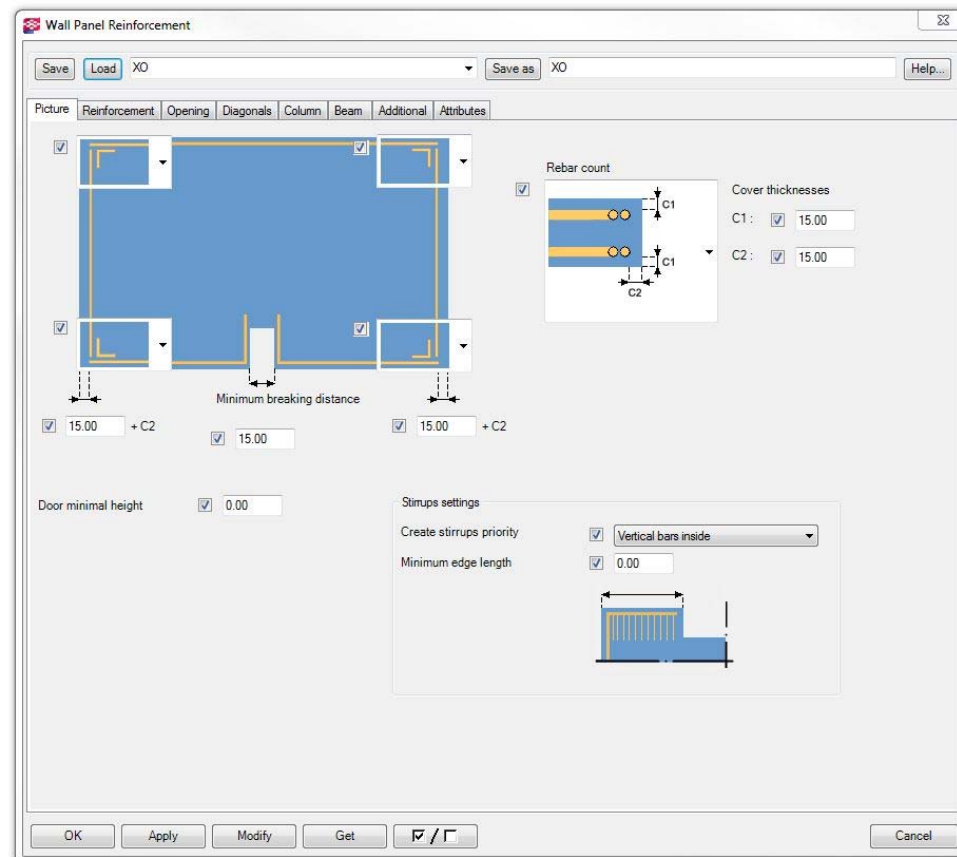 Wall Panel Reinforcement
Save Load XO Save as XO Help...
Picture Reinforcement Opening Diagonals Column Beam Additional Attributes
Rebar count
C1
C1
C2
Cover thicknesses
C1 : 15.00
C2 : 15.00
Minimum breaking distance
15.00 + C2
15.00
15.00 + C2
Door minimal height 0.00
Stirrups settings
Create stirrups priority Vertical bars inside
Minimum edge length 0.00
OK Apply Modify Get / Cancel